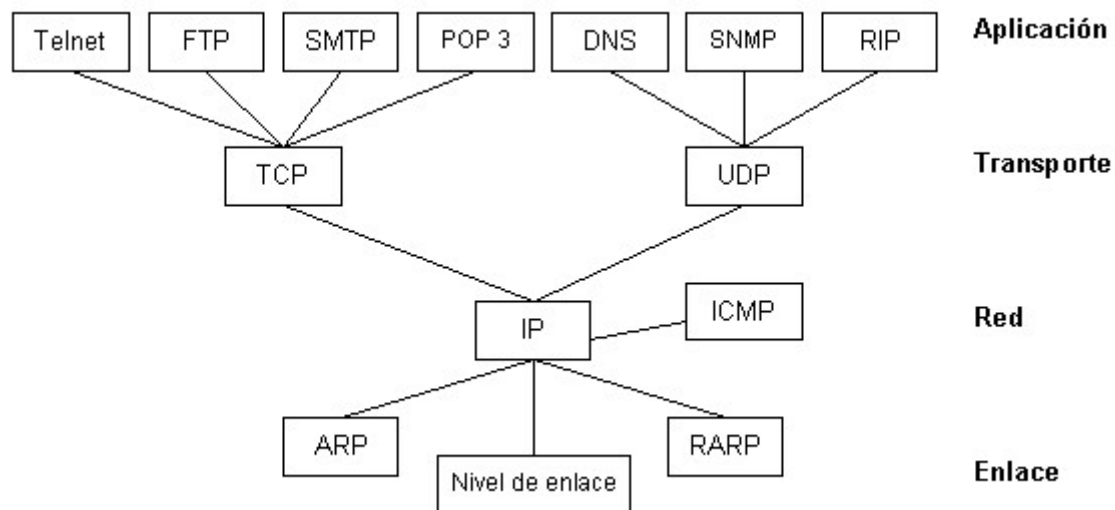 Telnet
FTP
SMTP
POP 3
DNS
SNMP
RIP
Aplicación
TCP
UDP
Transporte
IP
ICMP
Red
ARP
Nivel de enlace
RARP
Enlace